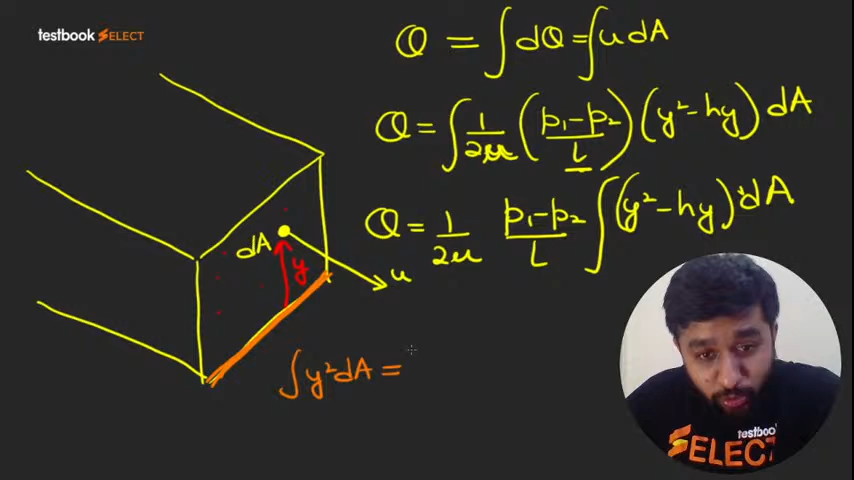 testbook SELECT
Q = ∫ dQ = ∫ u dA
Q = ∫ 1/2μ (p₁-p₂/L) (y² - hy) dA
Q = 1/2μ p₁-p₂/L ∫ (y² - hy) dA
dA
y
u
∫ y² dA =
testbook
SELECT